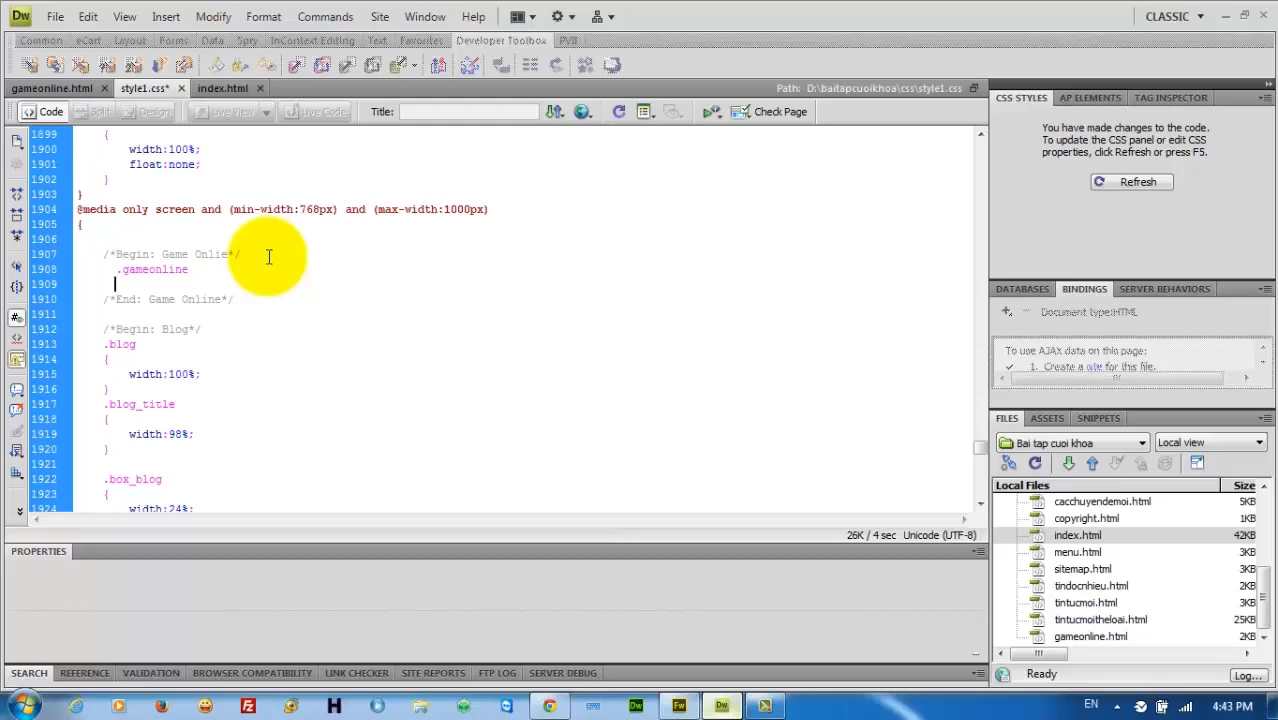 Dw File Edit View Insert Modify Format Commands Site Window Help CLASSIC
Common eCart Layout Forms Data Spry InContext Editing Text Favorites Developer Toolbox PVII
gameonline.html style1.css* index.html Path: D:\baitapcuoikhoa\css\style1.css
Code Split Design Live View Live Code Title: Check Page
CSS STYLES AP ELEMENTS TAG INSPECTOR
You have made changes to the code.
To update the CSS panel or edit CSS
properties, click Refresh or press F5.
Refresh
1899 {
1900 width:100%;
1901 float:none;
1902 }
1903 }
1904 @media only screen and (min-width:768px) and (max-width:1000px)
1905 {
1906
1907 /*Begin: Game Onlie*/
1908 .gameonline
1909
1910 /*End: Game Online*/
1911
1912 /*Begin: Blog*/
1913 .blog
1914 {
1915 width:100%;
1916 }
1917 .blog_title
1918 {
1919 width:98%;
1920 }
1921
1922 .box_blog
1923 {
1924 width:24%;
26K / 4 sec Unicode (UTF-8)
DATABASES BINDINGS SERVER BEHAVIORS
Document type:HTML
To use AJAX data on this page:
1. Create a site for this file.
FILES ASSETS SNIPPETS
Bai tap cuoi khoa Local view
Local Files Size
cacchuyendemoi.html 5KB
copyright.html 1KB
index.html 42KB
menu.html 3KB
sitemap.html 3KB
tindocnhieu.html 2KB
tintucmoi.html 3KB
tintucmoitheloai.html 25KB
gameonline.html 2KB
Ready Log...
PROPERTIES
SEARCH REFERENCE VALIDATION BROWSER COMPATIBILITY LINK CHECKER SITE REPORTS FTP LOG SERVER DEBUG
Fz H S Dw Fw Dw EN 4:43 PM